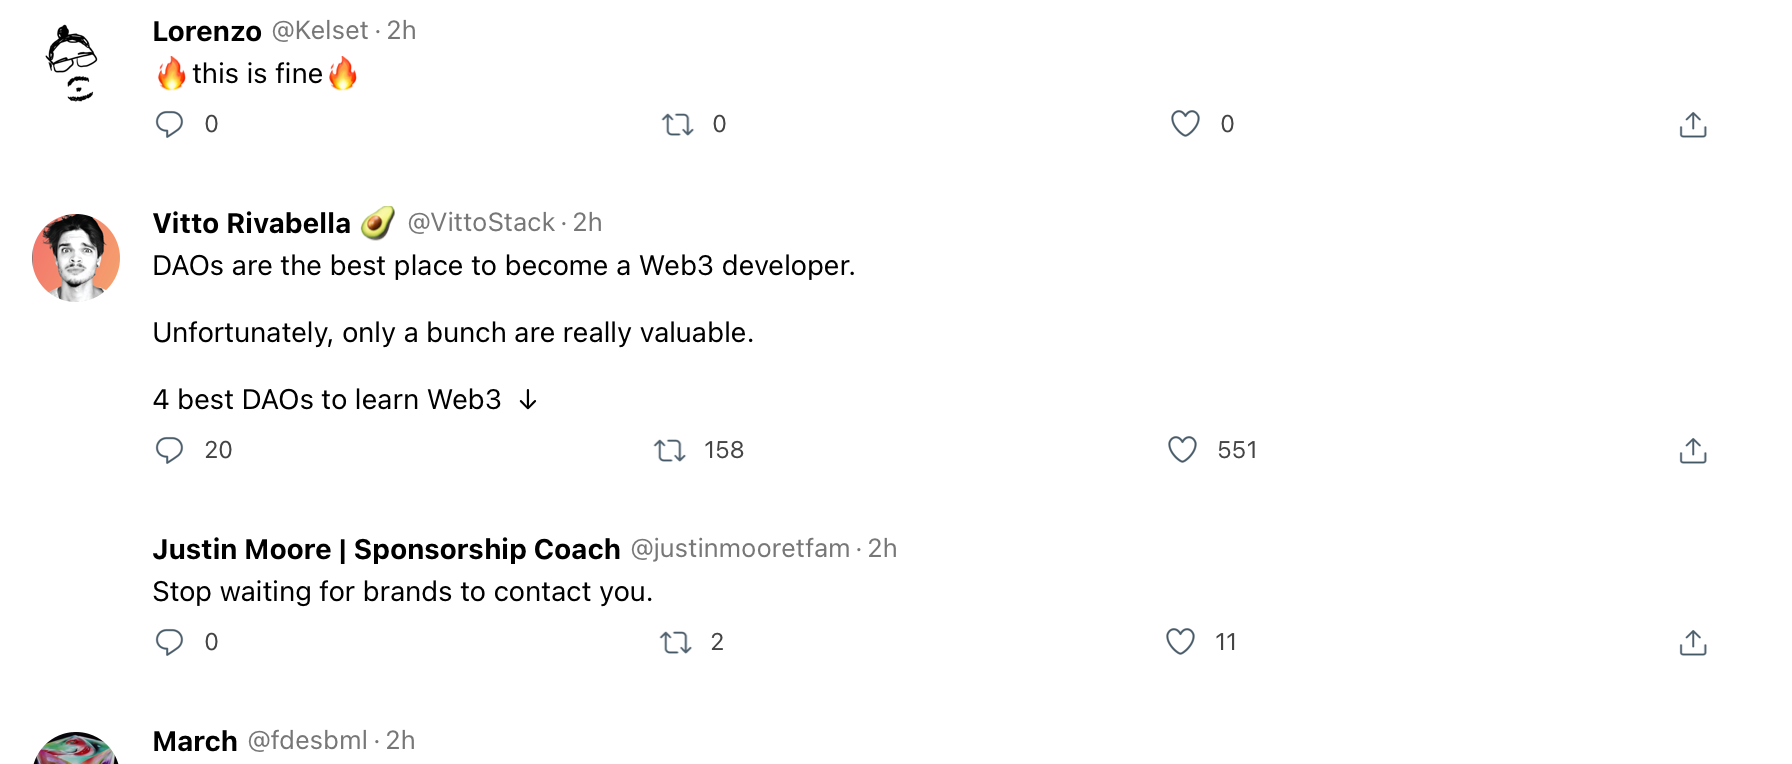 Lorenzo @Kelset · 2h
🔥this is fine🔥
0 0 0
Vitto Rivabella 🥑 @VittoStack · 2h
DAOs are the best place to become a Web3 developer.
Unfortunately, only a bunch are really valuable.
4 best DAOs to learn Web3 ↓
20 158 551
Justin Moore | Sponsorship Coach @justinmooretfam · 2h
Stop waiting for brands to contact you.
0 2 11
March @fdesbml · 2h